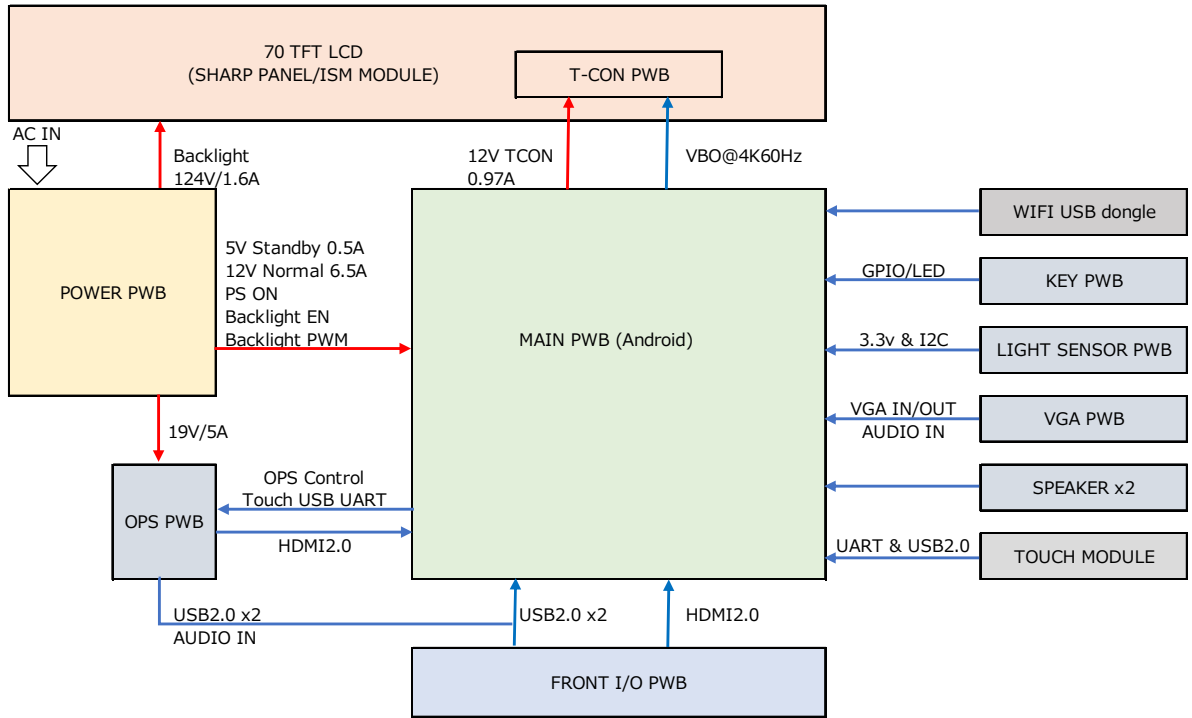 70 TFT LCD
(SHARP PANEL/ISM MODULE)
T-CON PWB
AC IN
Backlight
124V/1.6A
12V TCON
0.97A
VBO@4K60Hz
POWER PWB
5V Standby 0.5A
12V Normal 6.5A
PS ON
Backlight EN
Backlight PWM
MAIN PWB (Android)
WIFI USB dongle
GPIO/LED
KEY PWB
3.3v & I2C
LIGHT SENSOR PWB
VGA IN/OUT
AUDIO IN
VGA PWB
SPEAKER x2
UART & USB2.0
TOUCH MODULE
19V/5A
OPS PWB
OPS Control
Touch USB UART
HDMI2.0
USB2.0 x2
AUDIO IN
USB2.0 x2
HDMI2.0
FRONT I/O PWB